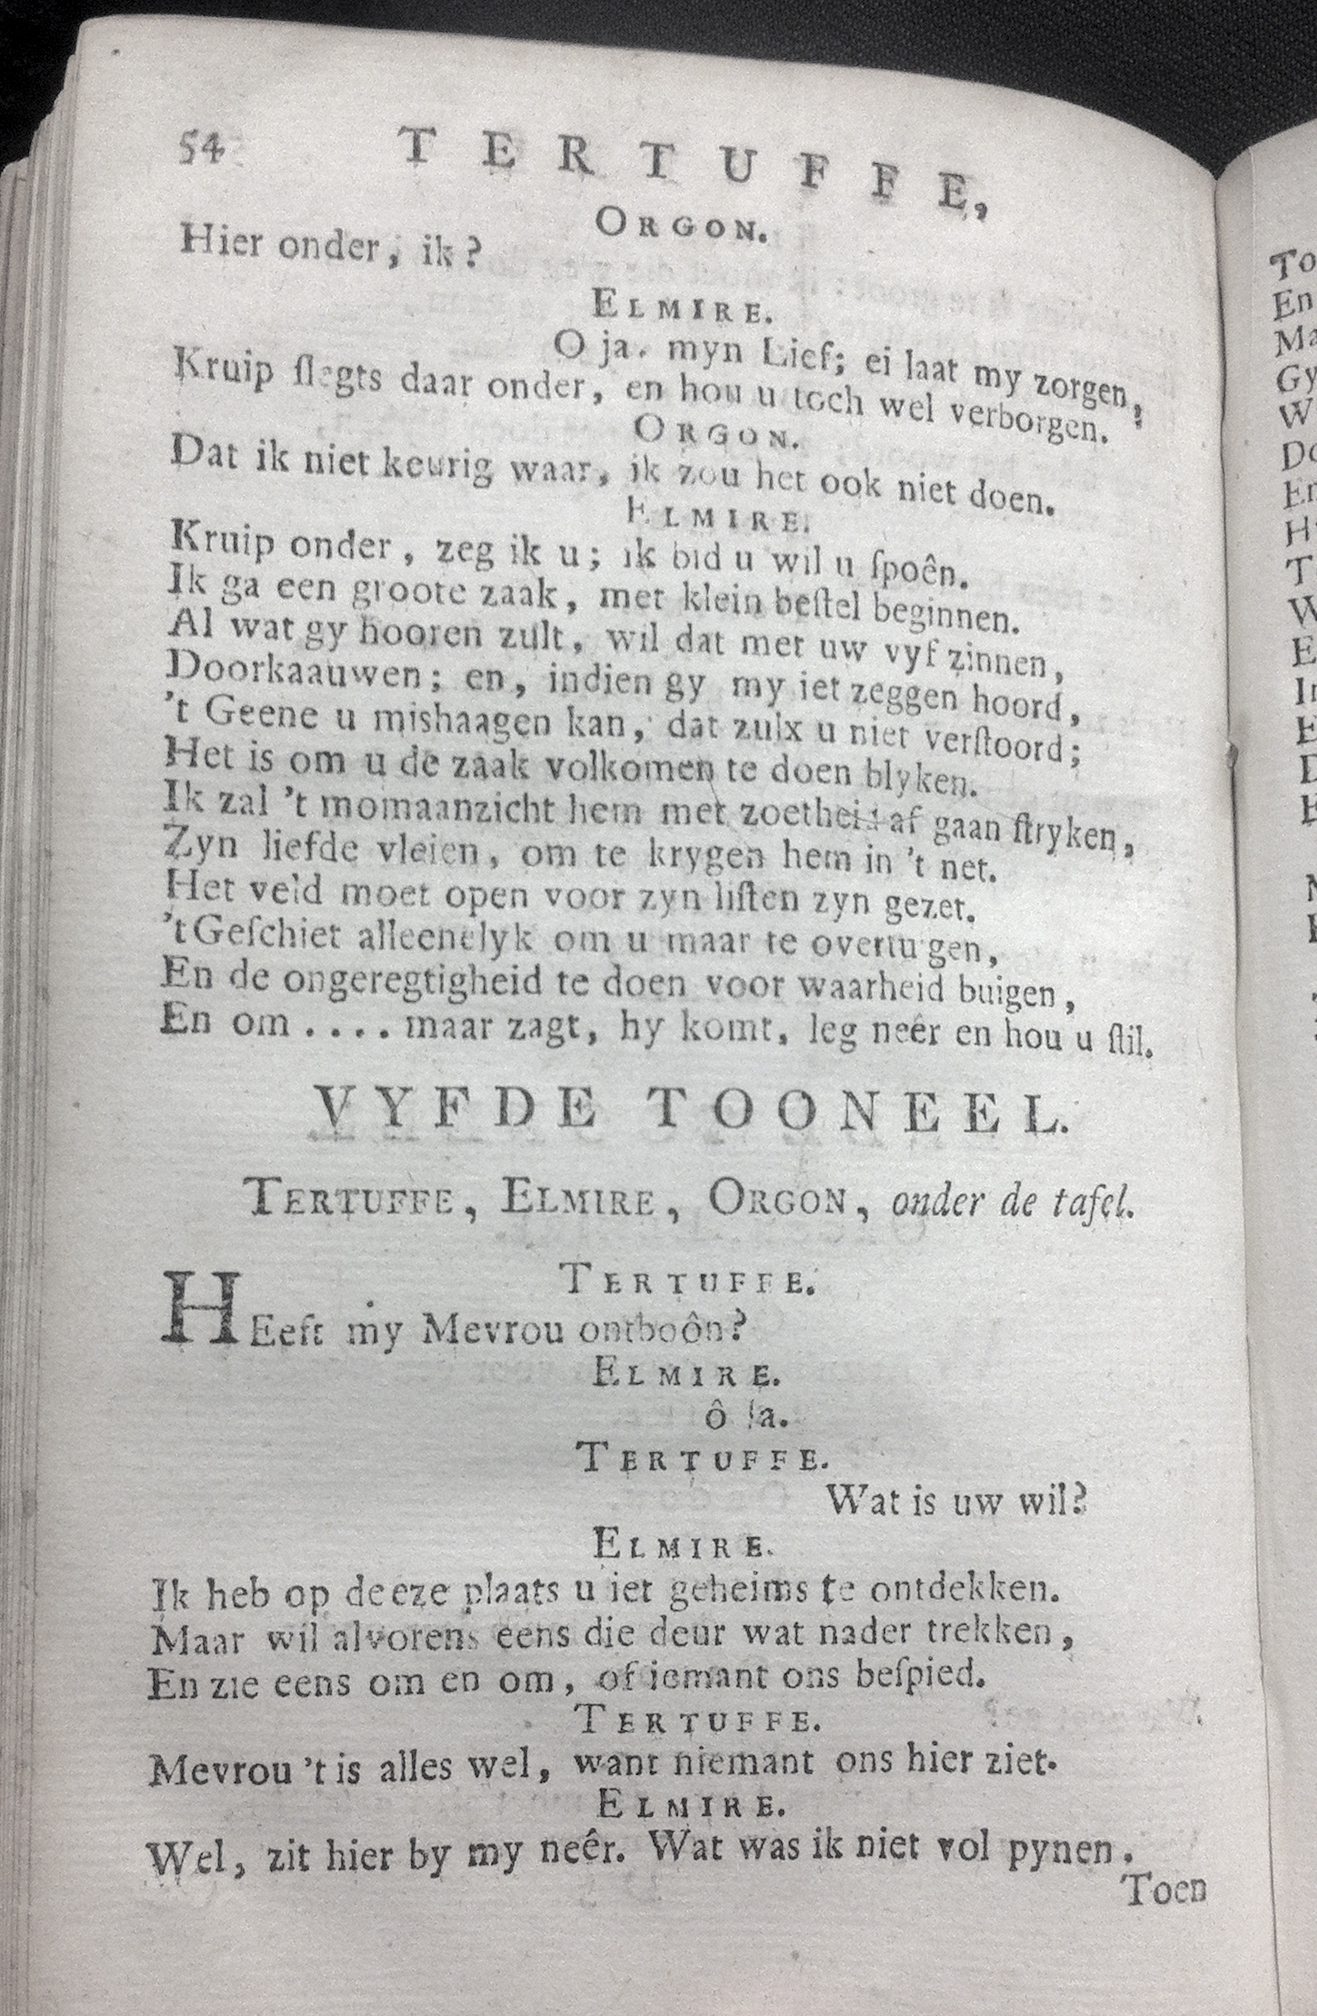 54 TERTUFFE,
ORGON.
Hier onder, ik?
ELMIRE.
O ja. myn Lief; ei laat my zorgen,
Kruip ſlegts daar onder, en hou u toch wel verborgen.
ORGON.
Dat ik niet keurig waar, ik zou het ook niet doen.
ELMIRE.
Kruip onder, zeg ik u; ik bid u wil u ſpoên.
Ik ga een groote zaak, met klein beſtel beginnen.
Al wat gy hooren zult, wil dat met uw vyf zinnen,
Doorkaauwen; en, indien gy my iet zeggen hoord,
't Geene u mishaagen kan, dat zulx u niet verſtoord;
Het is om u de zaak volkomen te doen blyken.
Ik zal 't momaanzicht hem met zoetheid af gaan ſtryken,
Zyn liefde vleien, om te krygen hem in 't net.
Het veld moet open voor zyn liſten zyn gezet.
't Geſchiet alleenelyk om u maar te overtuigen,
En de ongeregtigheid te doen voor waarheid buigen,
En om .... maar zagt, hy komt, leg neêr en hou u ſtil.
VYFDE TOONEEL.
TERTUFFE, ELMIRE, ORGON, onder de tafel.
TERTUFFE.
HEeft my Mevrou ontboôn?
ELMIRE.
ô Ja.
TERTUFFE.
Wat is uw wil?
ELMIRE.
Ik heb op deeze plaats u iet geheims te ontdekken.
Maar wil alvorens eens die deur wat nader trekken,
En zie eens om en om, of iemant ons beſpied.
TERTUFFE.
Mevrou 't is alles wel, want niemant ons hier ziet.
ELMIRE.
Wel, zit hier by my neêr. Wat was ik niet vol pynen.
Toen
To
En
Ma
Gy
W
Do
En
H
T
W
E
In
E
D
E